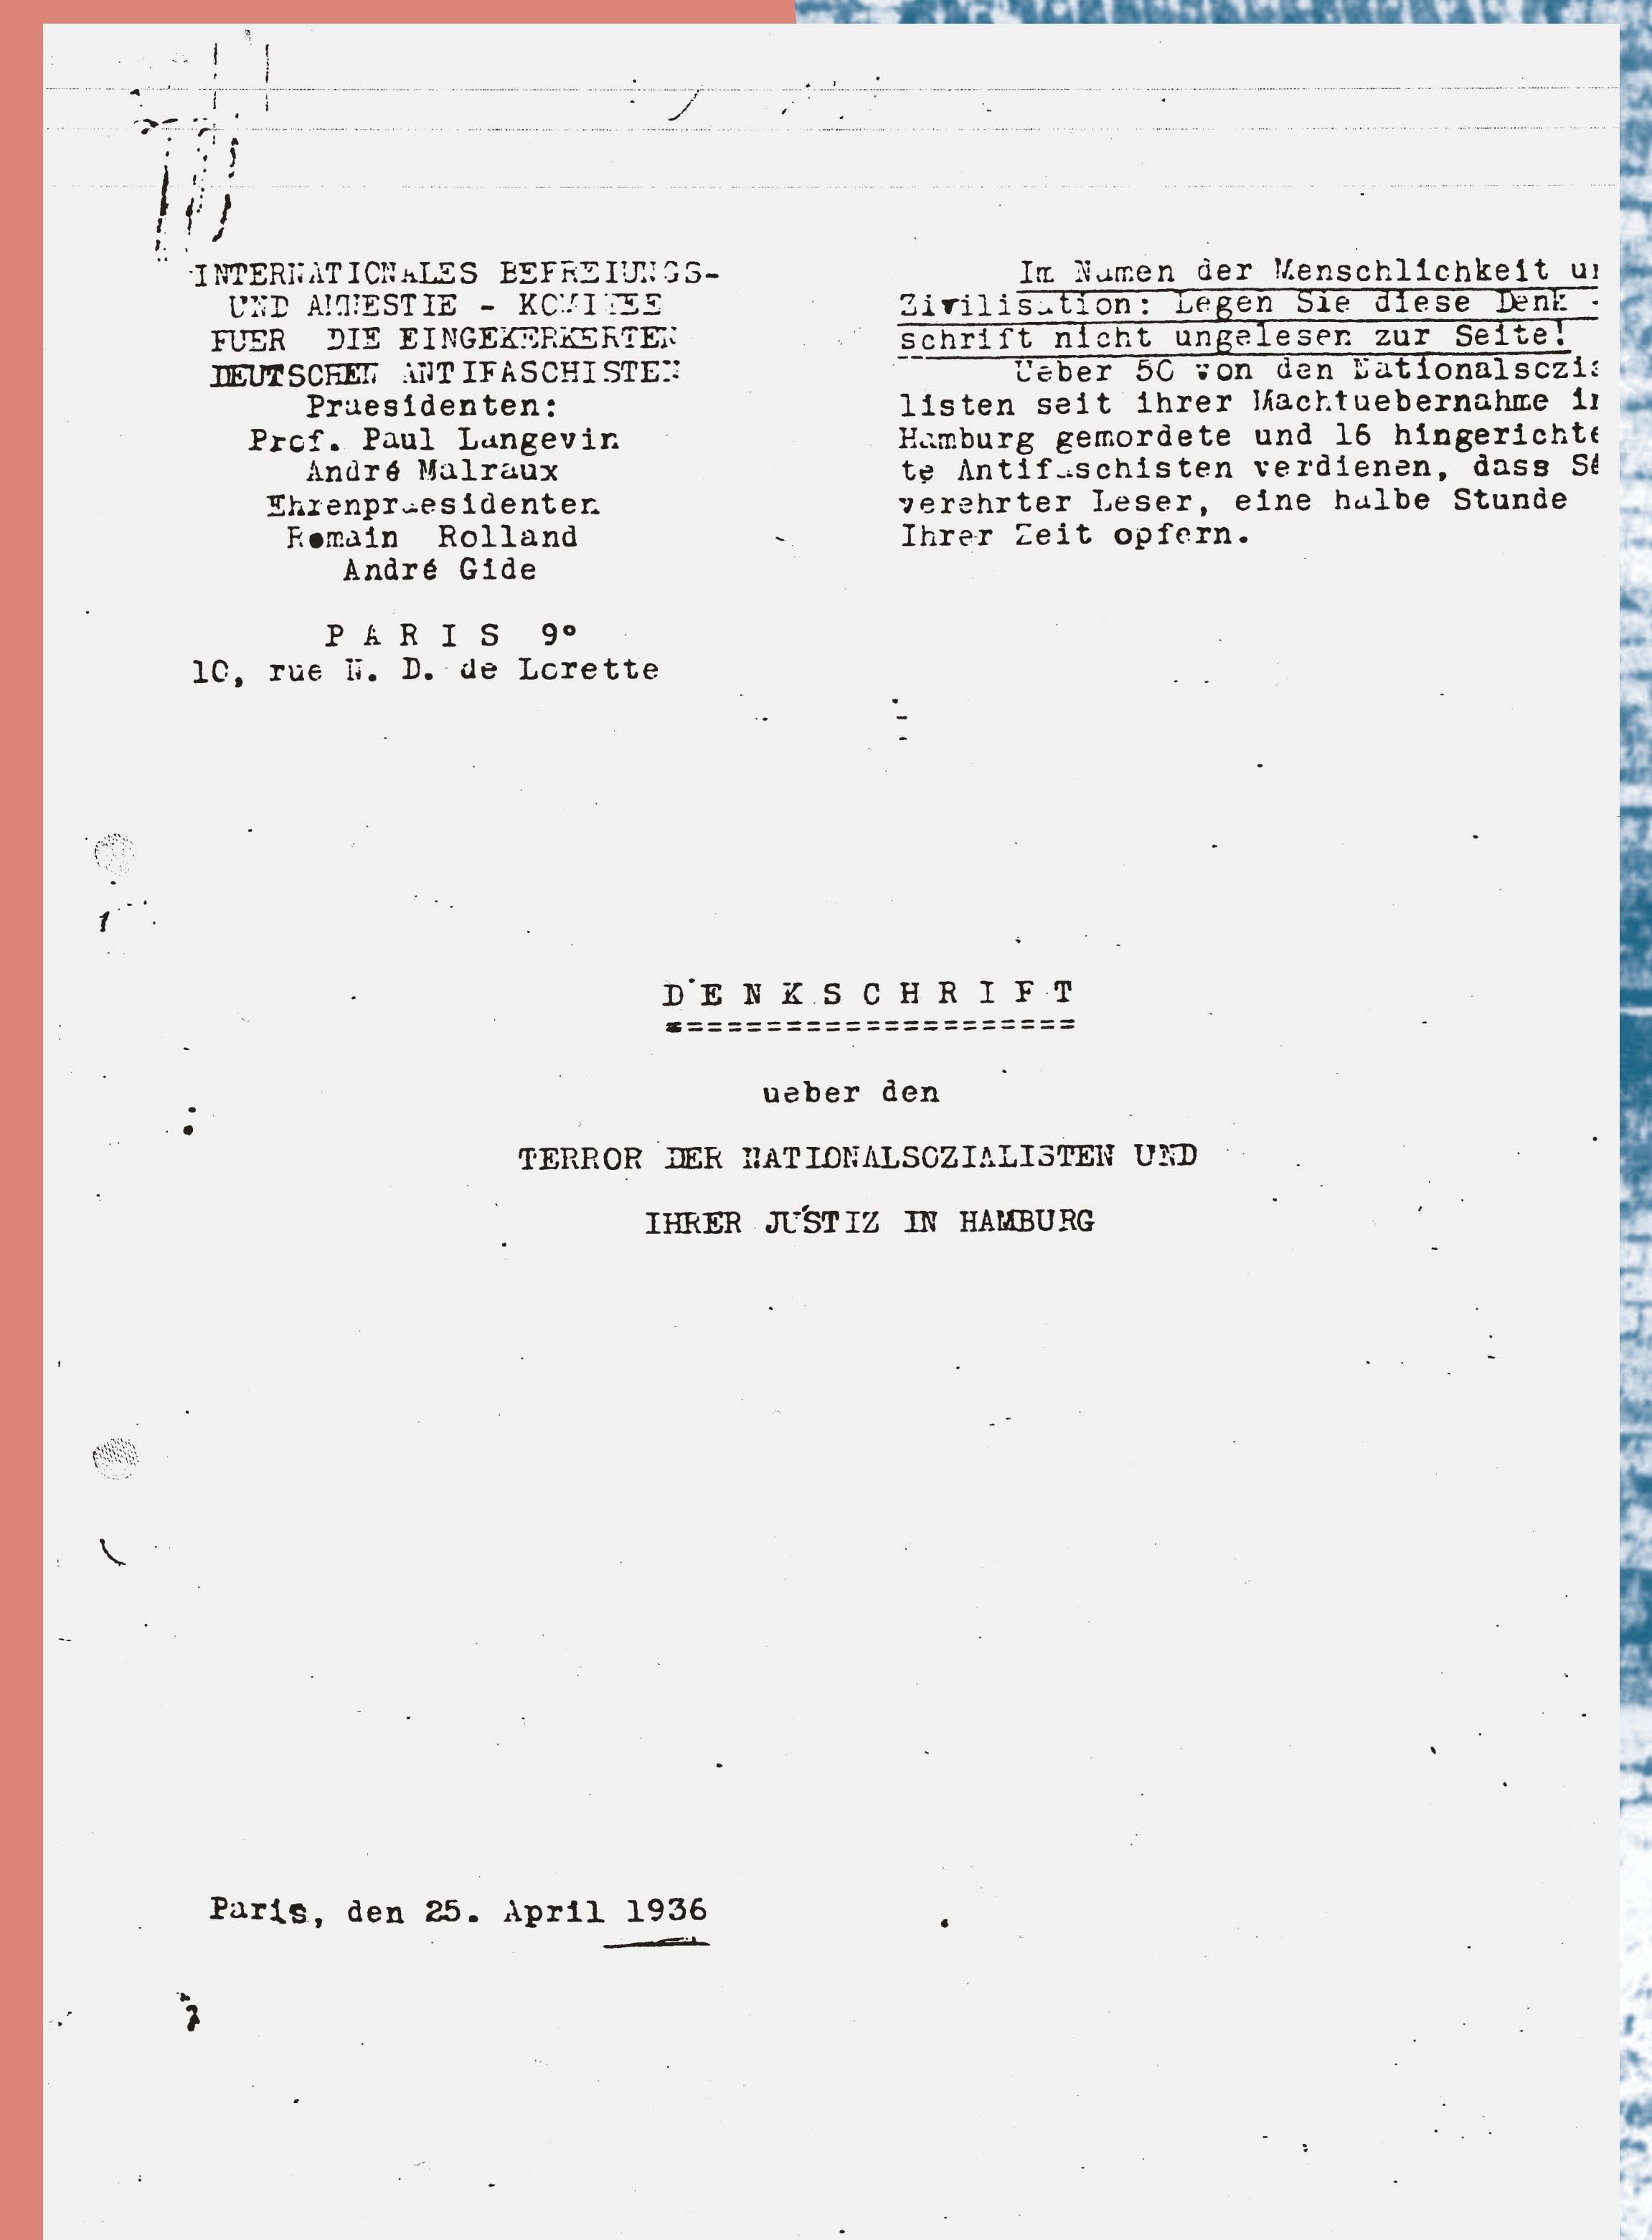 INTERNATIONALES BEFREIUNGS-
UND AMNESTIE - KOMITEE
FUER DIE EINGEKERKERTEN
DEUTSCHEN ANTIFASCHISTEN
Praesidenten:
Prof. Paul Langevin
André Malraux
Ehrenpraesidenten
Romain Rolland
André Gide
P A R I S 9°
10, rue N. D. de Lorette
Im Namen der Menschlichkeit
Zivilisation: Legen Sie diese Denk -
schrift nicht ungelesen zur Seite!
Ueber 50 von den Nationalsozia
listen seit ihrer Machtuebernahme in
Hamburg gemordete und 16 hingerichte
te Antifaschisten verdienen, dass
verehrter Leser, eine halbe Stunde
Ihrer Zeit opfern.
D E N K S C H R I F T
=====================
ueber den
TERROR DER NATIONALSOZIALISTEN UND
IHRER JUSTIZ IN HAMBURG
Paris, den 25. April 1936